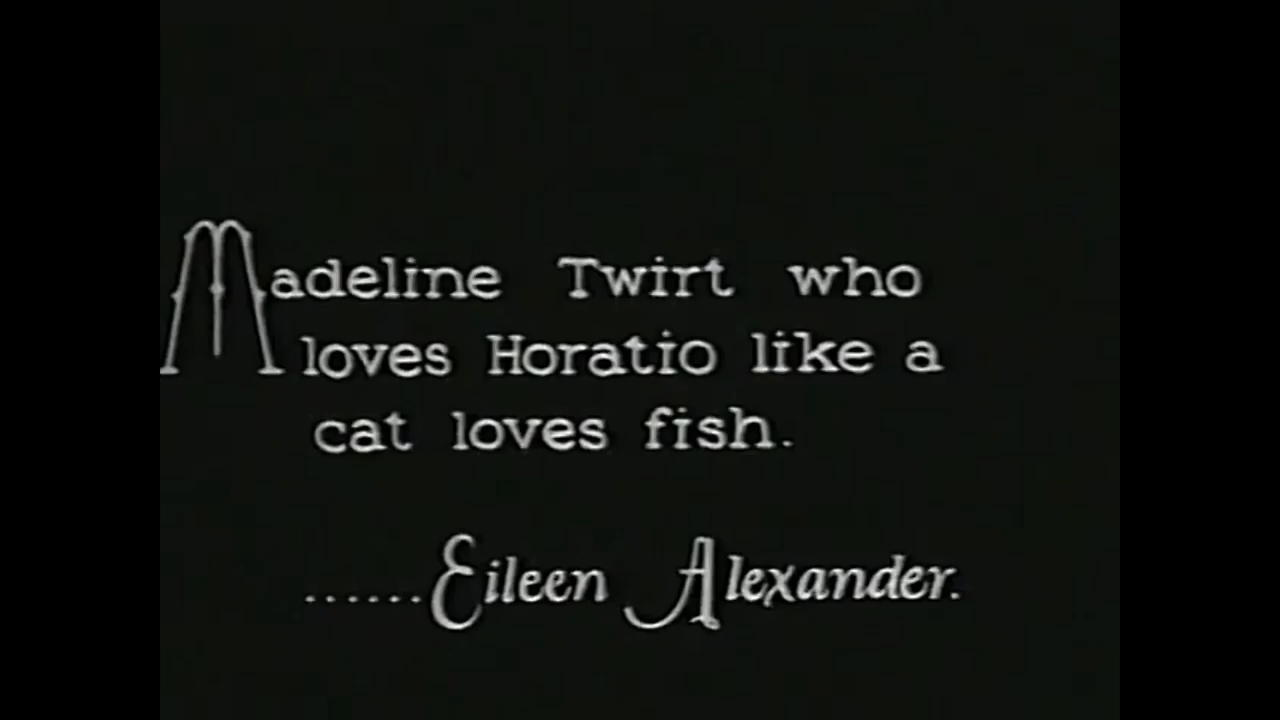 Madeline Twirt who
loves Horatio like a
cat loves fish.
......Eileen Alexander.